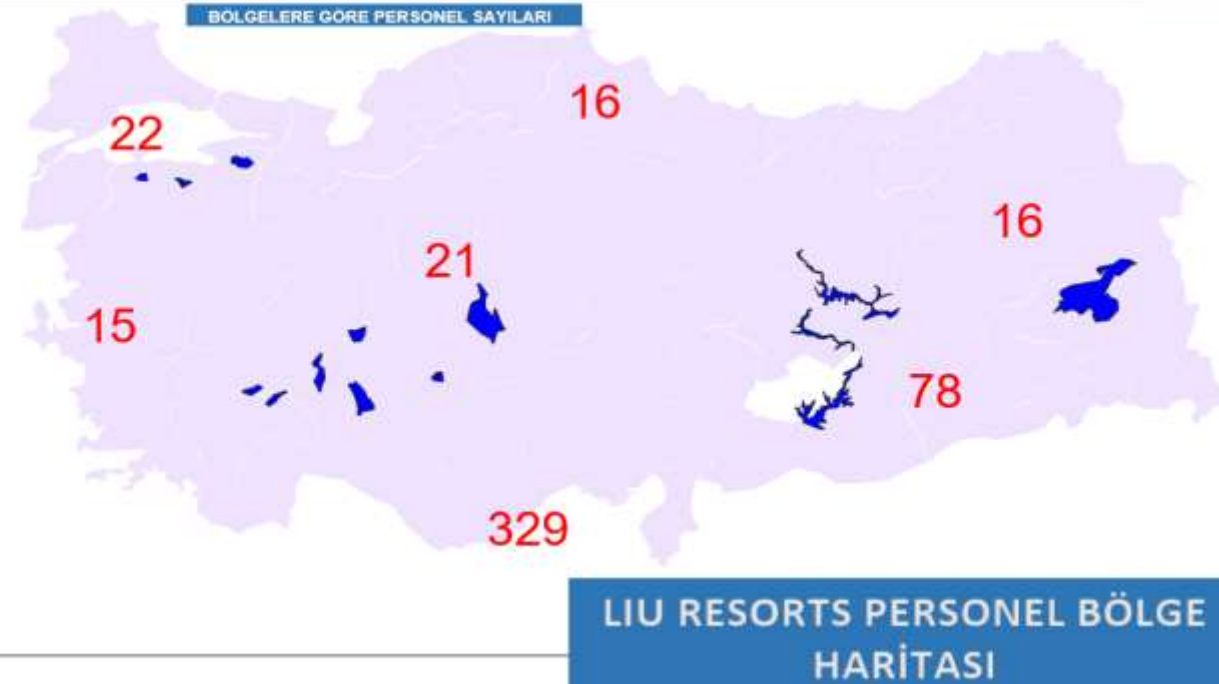 BÖLGELERE GÖRE PERSONEL SAYILARI
16
22
16
21
15
78
329
LIU RESORTS PERSONEL BÖLGE
HARİTASI